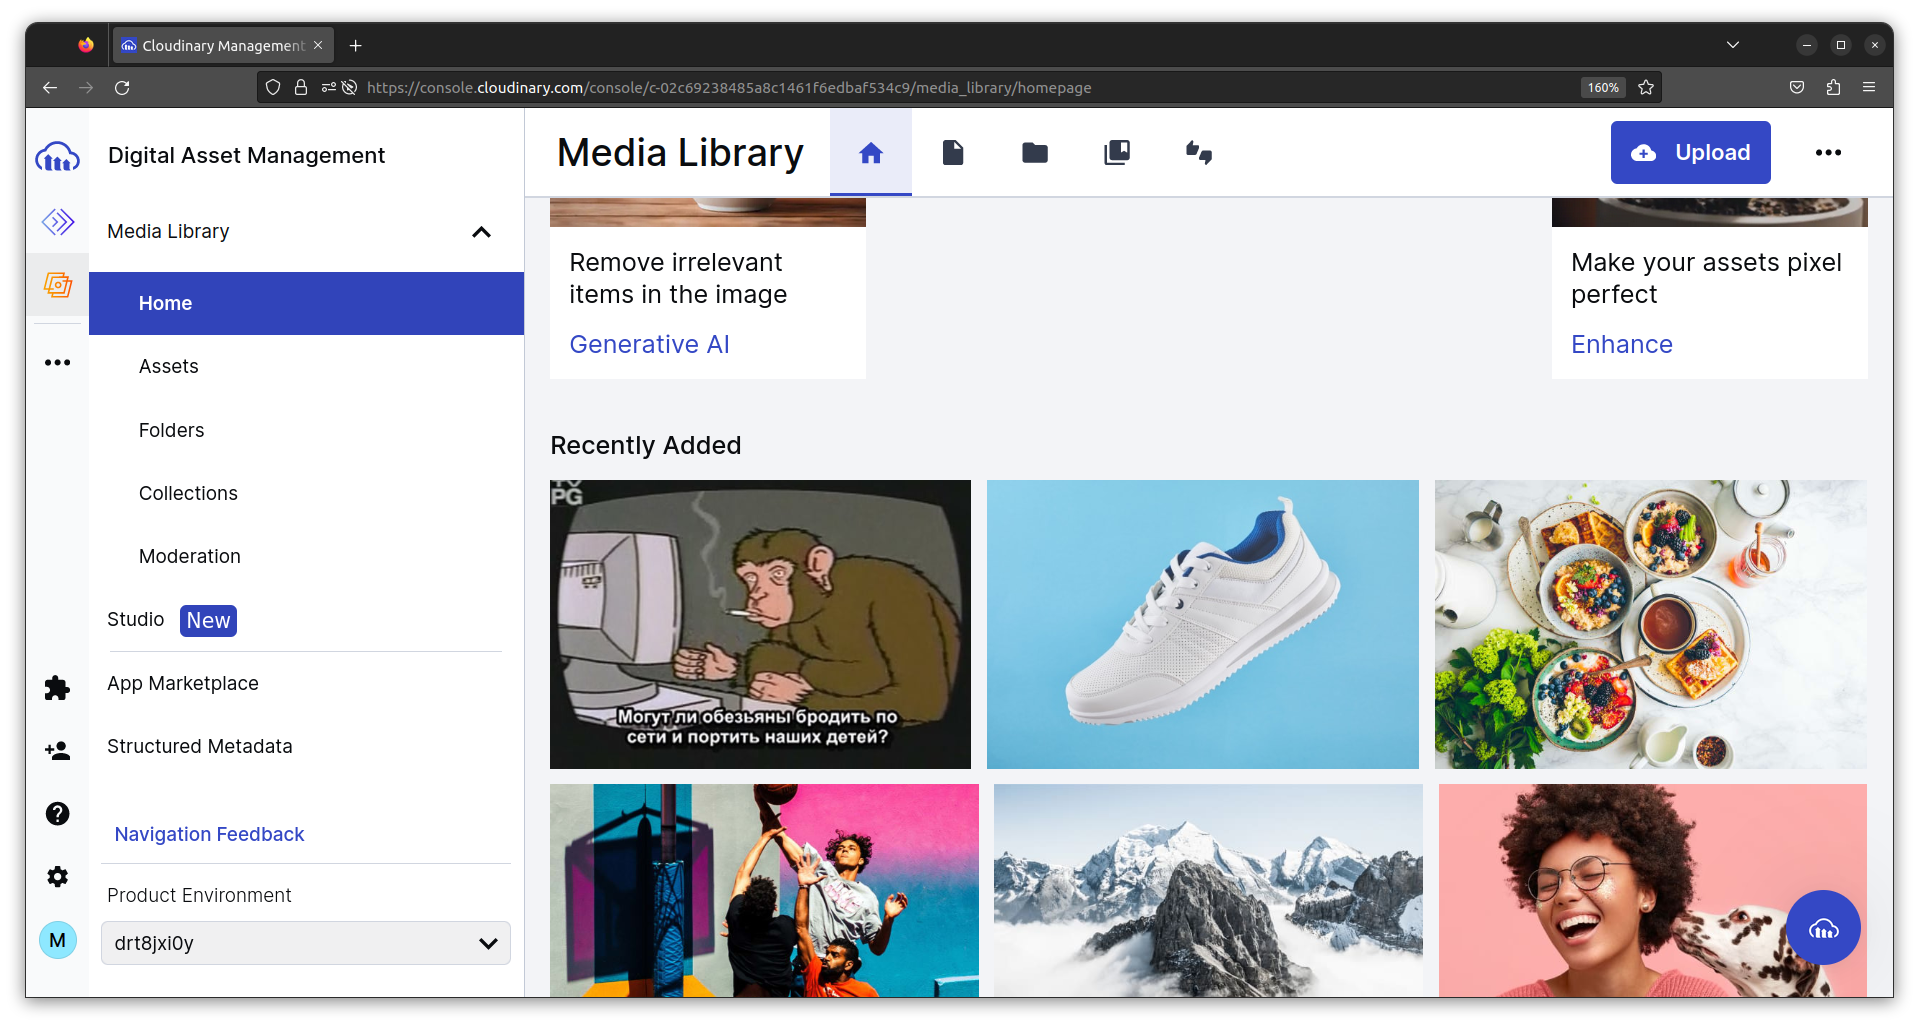 Cloudinary Management
https://console.cloudinary.com/console/c-02c69238485a8c1461f6edbaf534c9/media_library/homepage
160%
Digital Asset Management
Media Library
Home
Assets
Folders
Collections
Moderation
Studio New
App Marketplace
Structured Metadata
Navigation Feedback
Product Environment
drt8jxi0y
M
Media Library
Upload
Remove irrelevant
items in the image
Generative AI
Make your assets pixel
perfect
Enhance
Recently Added
TV
PG
Могут ли обезьяны бродить по
сети и портить наших детей?